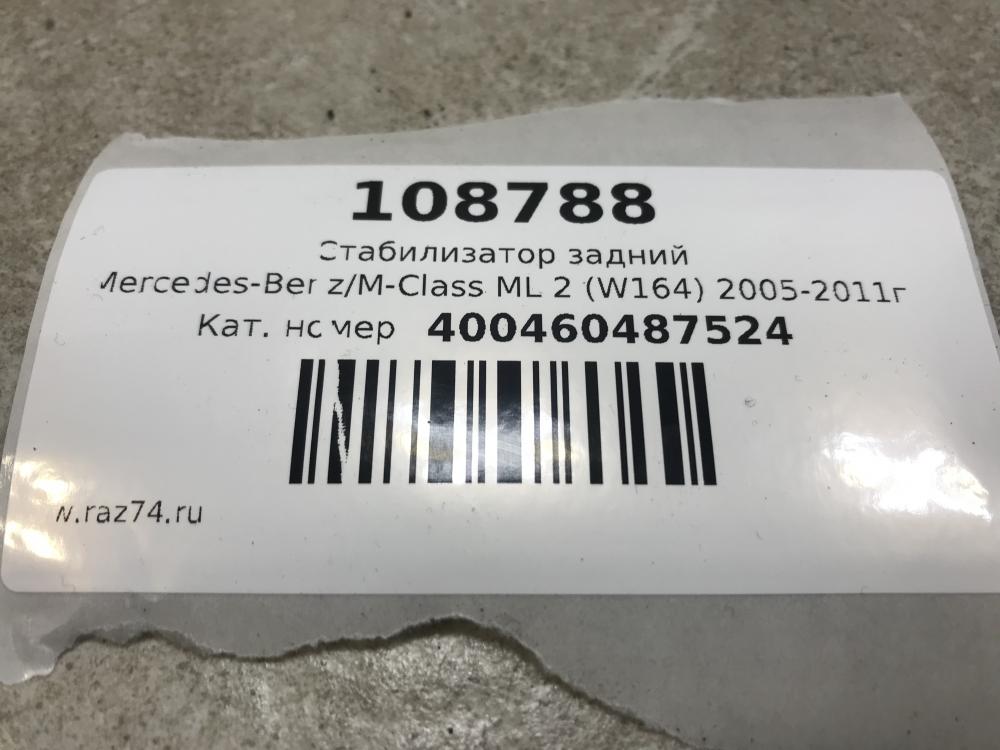 108788
Стабилизатор задний
Mercedes-Benz/M-Class ML 2 (W164) 2005-2011г
Кат. номер 400460487524
w.raz74.ru